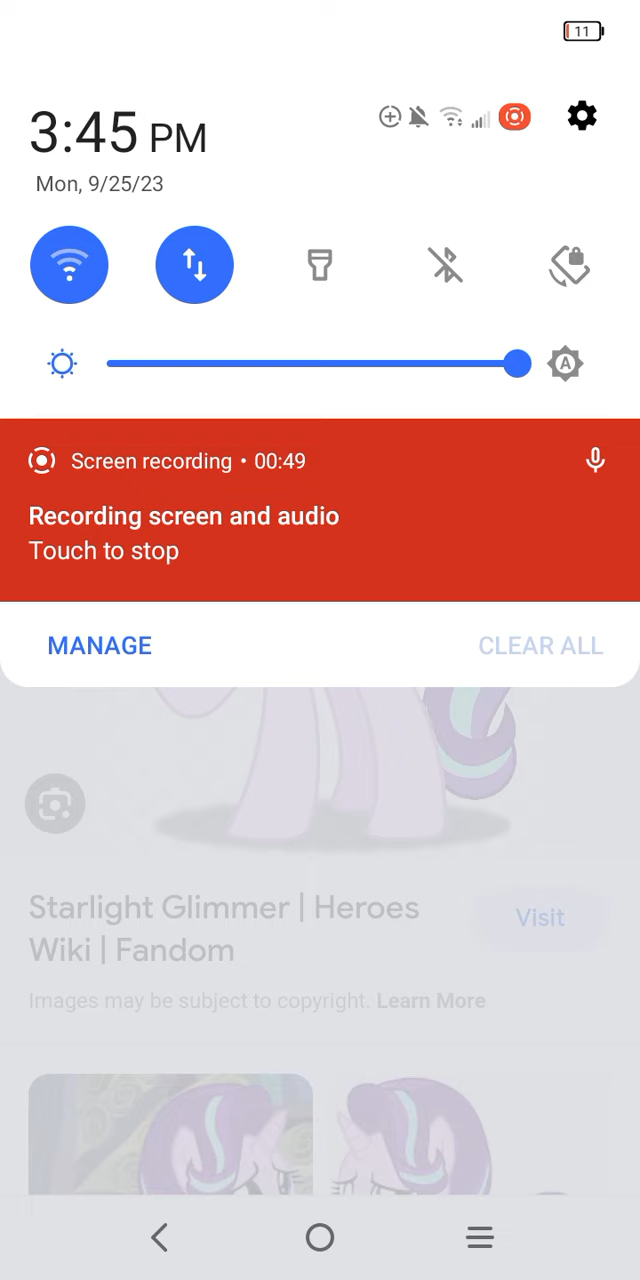 11
3:45 PM
Mon, 9/25/23
A
Screen recording • 00:49
Recording screen and audio
Touch to stop
MANAGE
CLEAR ALL
Starlight Glimmer | Heroes
Wiki | Fandom
Visit
Images may be subject to copyright. Learn More